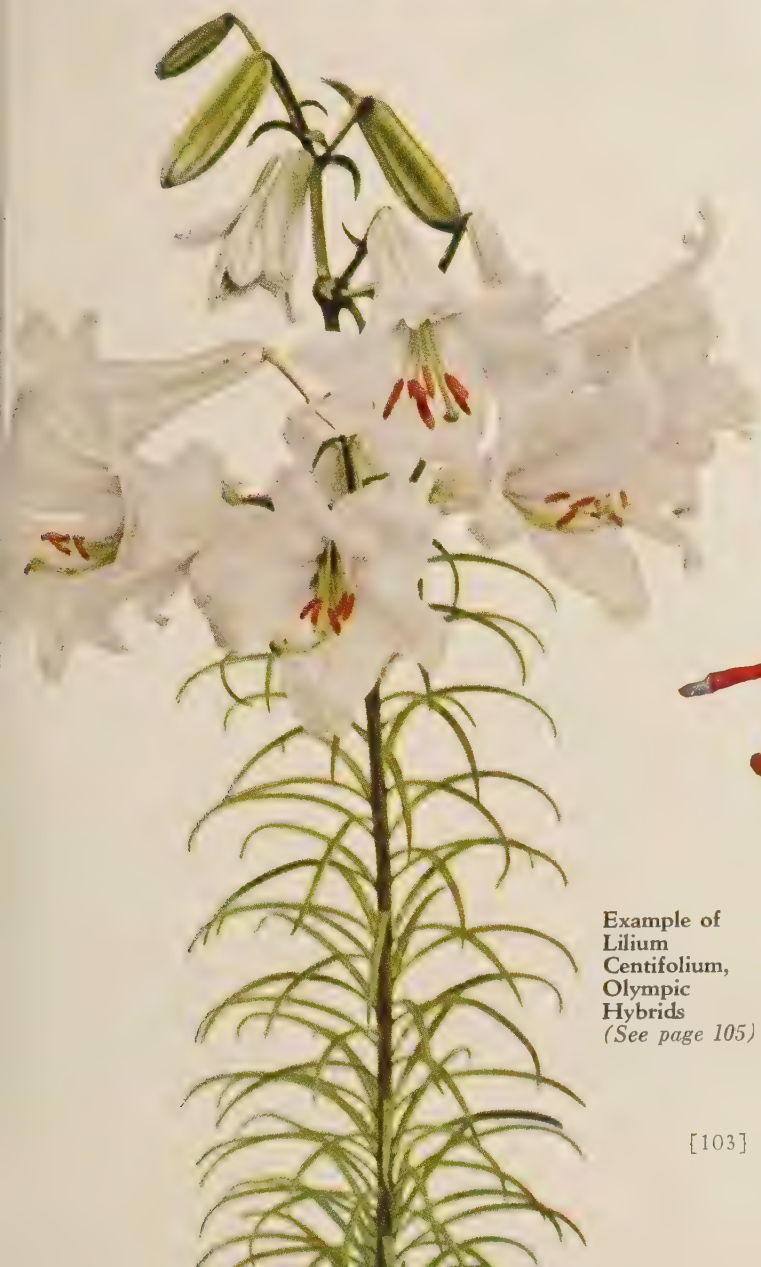 Example of
Lilium
Centifolium,
Olympic
Hybrids
(See page 105)
[103]